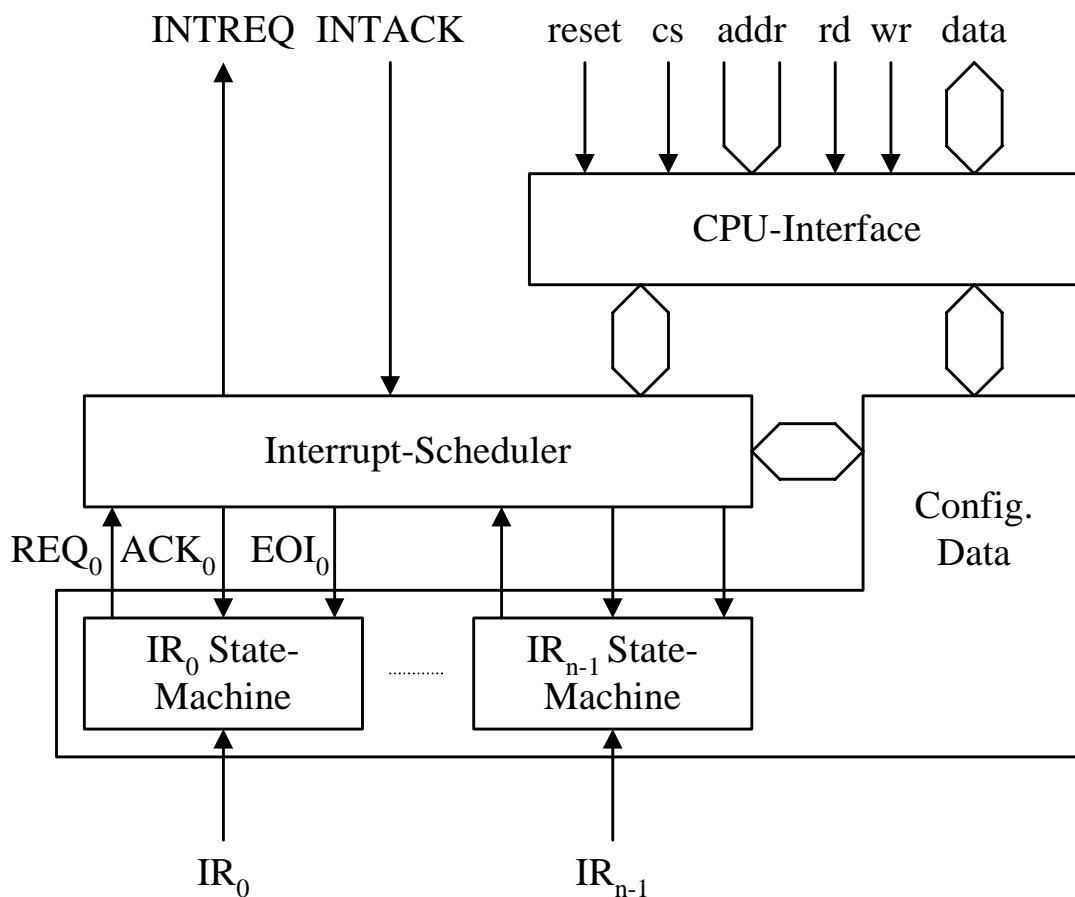 INTREQ INTACK reset cs addr rd wr data
CPU-Interface
Interrupt-Scheduler
Config.
Data
REQ₀ ACK₀ EOI₀
IR₀ State-
Machine
............
IRₙ₋₁ State-
Machine
IR₀ IRₙ₋₁